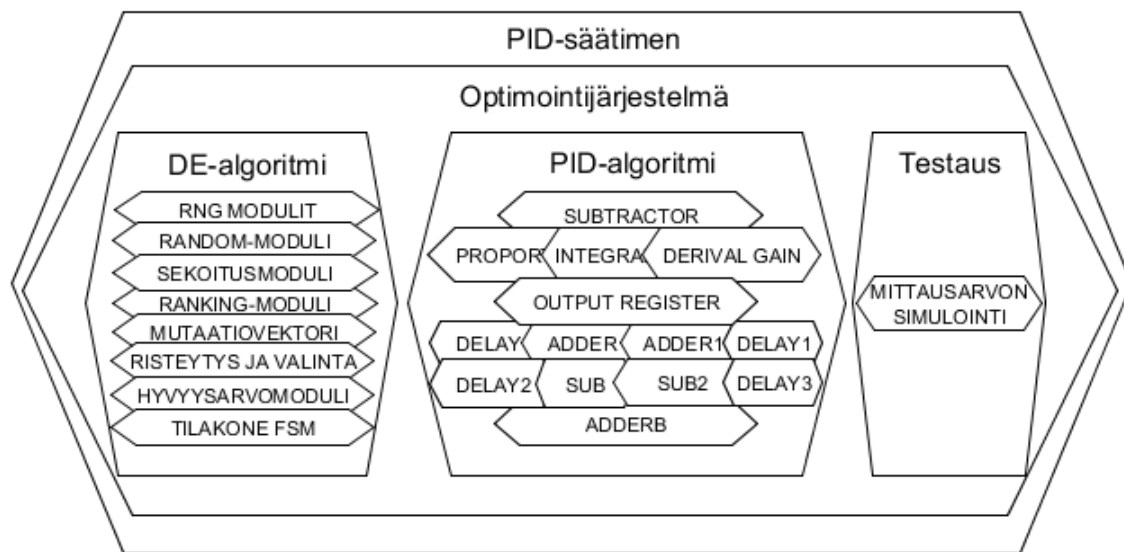 PID-säätimen
Optimointijärjestelmä
DE-algoritmi
RNG MODULIT
RANDOM-MODULI
SEKOITUSMODULI
RANKING-MODULI
MUTAATIOVEKTORI
RISTEYTYS JA VALINTA
HYVYYSARVOMODULI
TILAKONE FSM
PID-algoritmi
SUBTRACTOR
PROPOR INTEGRA DERIVAL GAIN
OUTPUT REGISTER
DELAY ADDER ADDER1 DELAY1
DELAY2 SUB SUB2 DELAY3
ADDERB
Testaus
MITTAUSARVON
SIMULOINTI